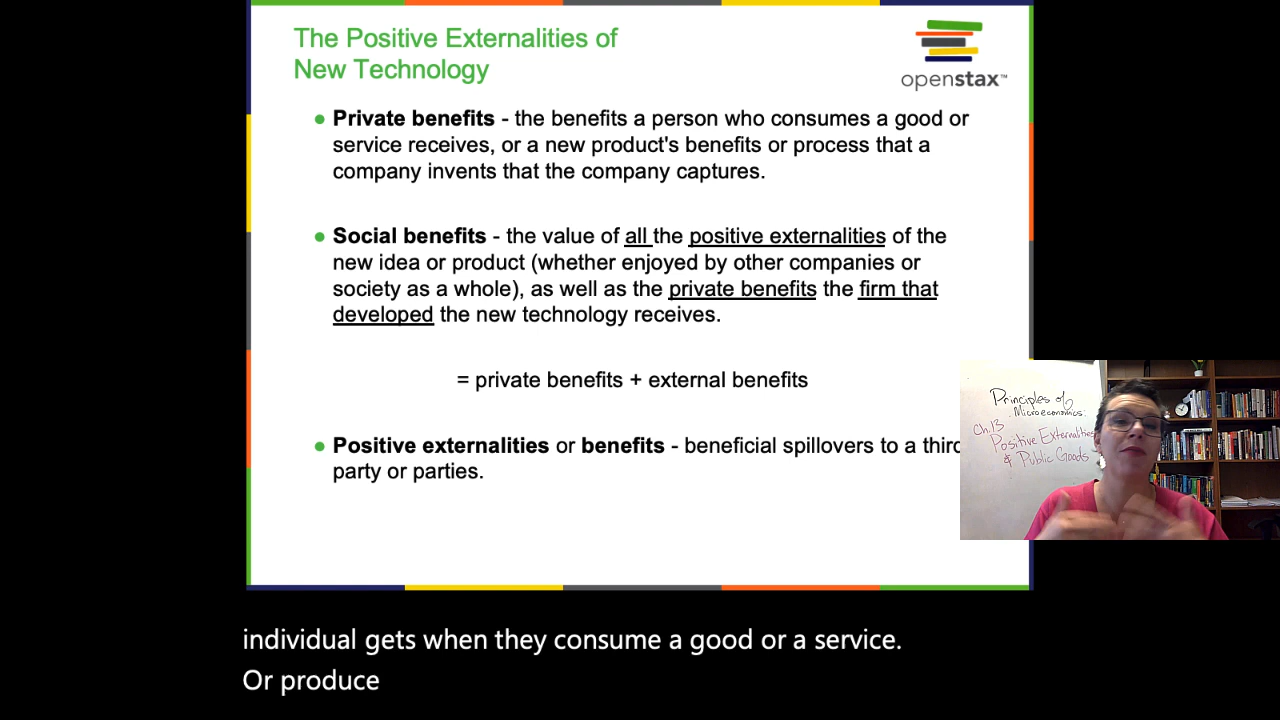 The Positive Externalities of
New Technology
openstax™
● Private benefits - the benefits a person who consumes a good or
service receives, or a new product's benefits or process that a
company invents that the company captures.
● Social benefits - the value of all the positive externalities of the
new idea or product (whether enjoyed by other companies or
society as a whole), as well as the private benefits the firm that
developed the new technology receives.
= private benefits + external benefits
● Positive externalities or benefits - beneficial spillovers to a third
party or parties.
Principles of
Microeconomics:
Ch.13
Positive Externalities
& Public Goods
individual gets when they consume a good or a service.
Or produce